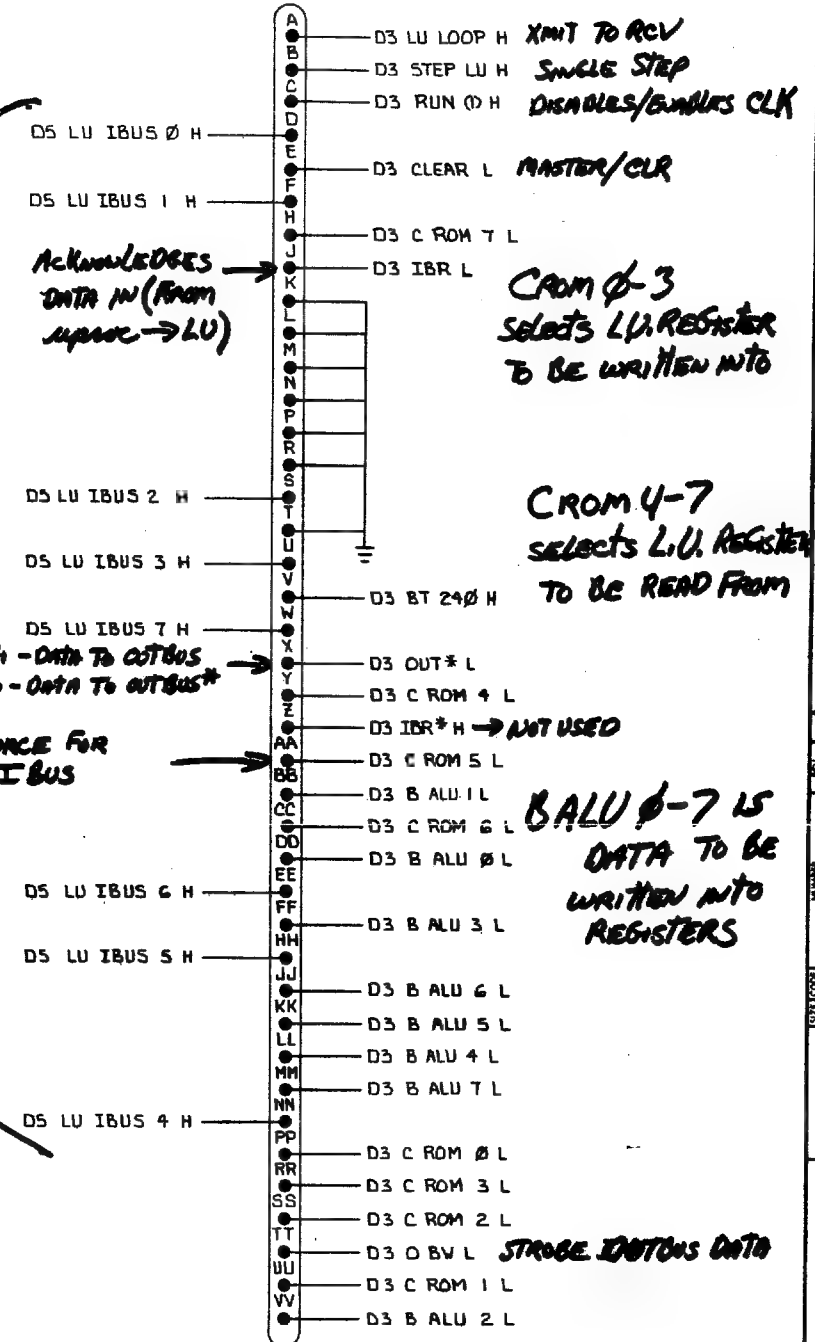 A
D3 LU LOOP H XMIT TO RCV
B
D3 STEP LU H SINGLE STEP
C
D3 RUN (1) H DISABLES/ENABLES CLK
D
D5 LU IBUS Ø H
E
D3 CLEAR L MASTER/CLR
F
D5 LU IBUS 1 H
H
D3 C ROM 7 L
J
ACKNOWLEDGES
DATA IN (FROM
→ LU)
D3 IBR L
K
CROM Ø-3
SELECTS L.U. REGISTER
TO BE WRITTEN INTO
L
M
N
P
R
S
D5 LU IBUS 2 H
T
CROM 4-7
SELECTS L.U. REGISTER
TO BE READ FROM
U
D5 LU IBUS 3 H
V
D3 BT 24Ø H
W
D5 LU IBUS 7 H
X
- DATA TO OUTBUS
- DATA TO OUTBUS*
D3 OUT* L
Y
D3 C ROM 4 L
Z
D3 IBR* H → NOT USED
AA
FOR
I BUS
D3 C ROM 5 L
BB
D3 B ALU 1 L
CC
D3 C ROM 6 L
DD
D3 B ALU Ø L
BALU Ø-7 IS
DATA TO BE
WRITTEN INTO
REGISTERS
EE
D5 LU IBUS 6 H
FF
D3 B ALU 3 L
HH
D5 LU IBUS 5 H
JJ
D3 B ALU 6 L
KK
D3 B ALU 5 L
LL
D3 B ALU 4 L
MM
D3 B ALU 7 L
NN
D5 LU IBUS 4 H
PP
D3 C ROM Ø L
RR
D3 C ROM 3 L
SS
D3 C ROM 2 L
TT
D3 O BW L STROBE DATA
UU
D3 C ROM 1 L
VV
D3 B ALU 2 L